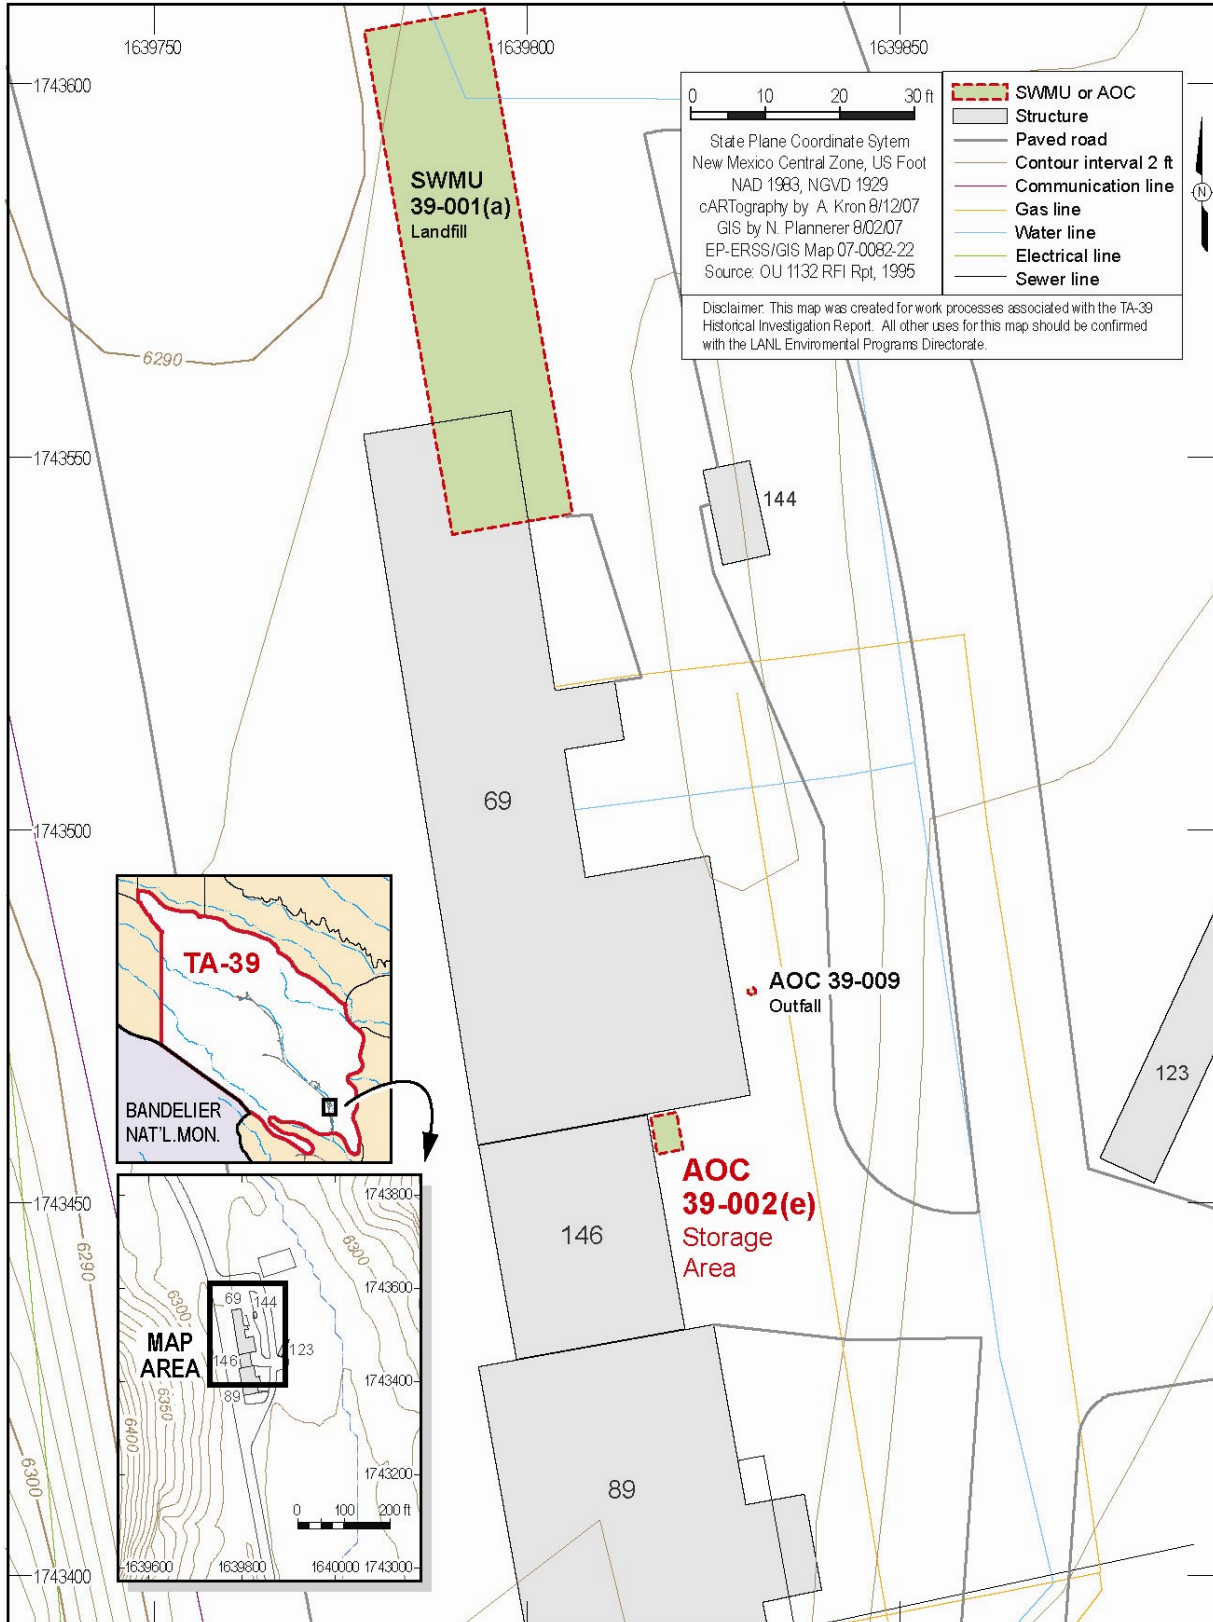 1639750
1639800
1639850
1743600
1743550
1743500
1743450
1743400
0 10 20 30 ft
State Plane Coordinate Sytem
New Mexico Central Zone, US Foot
NAD 1983, NGVD 1929
cARTography by A. Kron 8/12/07
GIS by N. Plannerer 8/02/07
EP-ERSS/GIS Map 07-0082-22
Source: OU 1132 RFI Rpt, 1995
SWMU or AOC
Structure
Paved road
Contour interval 2 ft
Communication line
Gas line
Water line
Electrical line
Sewer line
N
Disclaimer: This map was created for work processes associated with the TA-39
Historical Investigation Report. All other uses for this map should be confirmed
with the LANL Enviromental Programs Directorate.
SWMU
39-001(a)
Landfill
6290
144
69
AOC 39-009
Outfall
123
AOC
39-002(e)
Storage
Area
146
89
6290
6300
TA-39
BANDELIER
NAT'L.MON.
1743800
6300
1743600
6300
69
144
MAP
AREA
123
146
1743400
89
6350
6400
1743200
0 100 200 ft
1639600
1639800
1640000
1743000